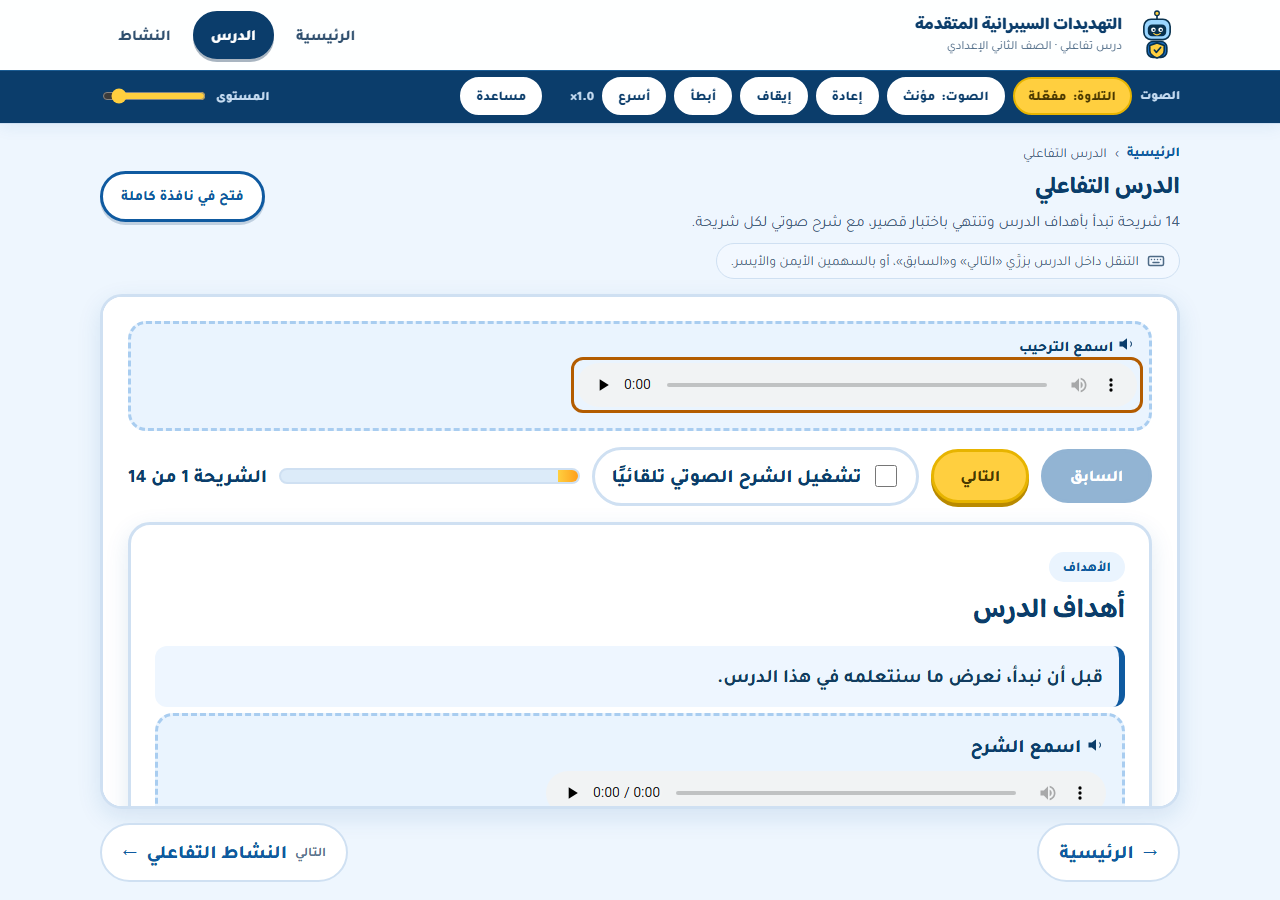 التهديدات السيبرانية المتقدمة
درس تفاعلي · الصف الثاني الإعدادي
الرئيسية
الدرس
النشاط
الصوت
التلاوة: مفعّلة
الصوت: مؤنث
إعادة
إيقاف
أبطأ
أسرع
x1.0
مساعدة
المستوى
الرئيسية › الدرس التفاعلي
الدرس التفاعلي
14 شريحة تبدأ بأهداف الدرس وتنتهي باختبار قصير، مع شرح صوتي لكل شريحة.
فتح في نافذة كاملة
التنقل داخل الدرس بزرّي «التالي» و«السابق»، أو بالسهمين الأيمن والأيسر.
اسمع الترحيب
0:00
السابق
التالي
تشغيل الشرح الصوتي تلقائيًا
الشريحة 1 من 14
الأهداف
أهداف الدرس
قبل أن نبدأ، نعرض ما سنتعلمه في هذا الدرس.
اسمع الشرح
0:00 / 0:00
→ الرئيسية
التالي النشاط التفاعلي ←